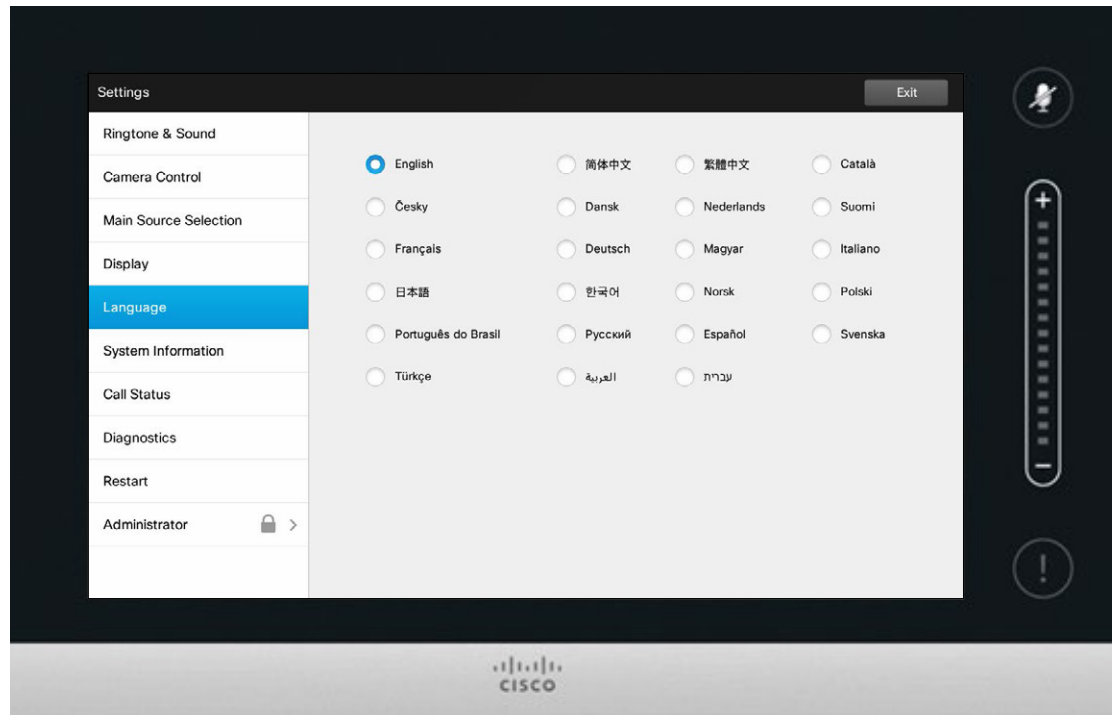 Settings
Exit
Ringtone & Sound
Camera Control
Main Source Selection
Display
Language
System Information
Call Status
Diagnostics
Restart
Administrator >
English 简体中文 繁體中文 Català
Česky Dansk Nederlands Suomi
Français Deutsch Magyar Italiano
日本語 한국어 Norsk Polski
Português do Brasil Русский Español Svenska
Türkçe العربية עברית
+
–
!
CISCO